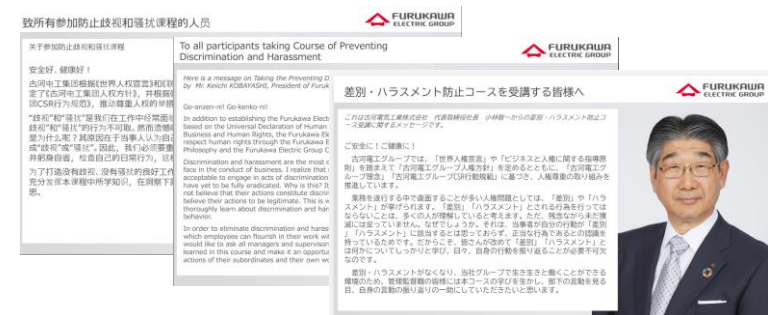 致所有参加防止歧视和骚扰课程的人员
FURUKAWA
ELECTRIC GROUP
关于参加防止歧视和骚扰课程
安全好,健康好!
古河电工集团根据《世界人权宣言》和《联
定了《古河电工集团人权方针》,并根据
团CSR行为规范》,推动尊重人权的举措
"歧视"和"骚扰"是我们在工作中经常面
歧视"和"骚扰"的行为不可取。然而遗憾
是为什么呢?其原因在于当事人认为自己
成"歧视"或"骚扰"。因此,我们必须要重
并躬身自省,检查自己的日常行为,这
为了打造没有歧视、没有骚扰的良好工作
充分发挥本课程中所学知识,在洞察下
思。
To all participants taking Course of Preventing
Discrimination and Harassment
FURUKAWA
ELECTRIC GROUP
Here is a message on Taking the Preventing D
by Mr. Keiichi KOBAYASHI, President of Furuk
Go-anzen-ni! Go-kenko-ni!
In addition to establishing the Furukawa Elect
based on the Universal Declaration of Human
Business and Human Rights, the Furukawa Ele
respect human rights through the Furukawa E
Philosophy and the Furukawa Electric Group C
Discrimination and harassment are the most c
face in the conduct of business. I realize that
acceptable to engage in acts of discrimination
have yet to be fully eradicated. Why is this? It
not believe that their actions constitute discrim
believe their actions to be legitimate. This is w
thoroughly learn about discrimination and har
behavior.
In order to eliminate discrimination and haras
which employees can flourish in their work wit
would like to ask all managers and supervisor
learned in this course and make it an opportu
actions of their subordinates and their own wo
差別・ハラスメント防止コースを受講する皆様へ
FURUKAWA
ELECTRIC GROUP
これは古河電気工業株式会社 代表取締役社長 小林敬一からの差別・ハラスメント防止コ
ース受講に関するメッセージです。
ご安全に!ご健康に!
古河電工グループでは、「世界人権宣言」や「ビジネスと人権に関する指導原
則」を踏まえて「古河電工グループ人権方針」を定めるとともに、「古河電工グ
ループ理念」「古河電工グループCSR行動規範」に基づき、人権尊重の取り組みを
推進しています。
業務を遂行する中で直面することが多い人権問題としては、「差別」や「ハラ
スメント」が挙げられます。「差別」「ハラスメント」とされる行為を行っては
ならないことは、多くの人が理解していると考えます。ただ、残念ながら未だ撲
滅には至っていません。なぜでしょうか。それは、当事者が自分の行動が「差別
」「ハラスメント」に該当するとは思っておらず、正当な行為であるとの認識を
持っているためです。だからこそ、皆さんが改めて「差別」「ハラスメント」と
は何かについてしっかりと学び、日々、自身の行動を振り返ることが必要不可欠
なのです。
差別・ハラスメントがなくなり、当社グループで生き生きと働くことができる
環境のため、管理監督職の皆様には本コースの学びを生かし、部下の言動を見る
目、自身の言動の振り返りの一助にしていただきたいと思います。